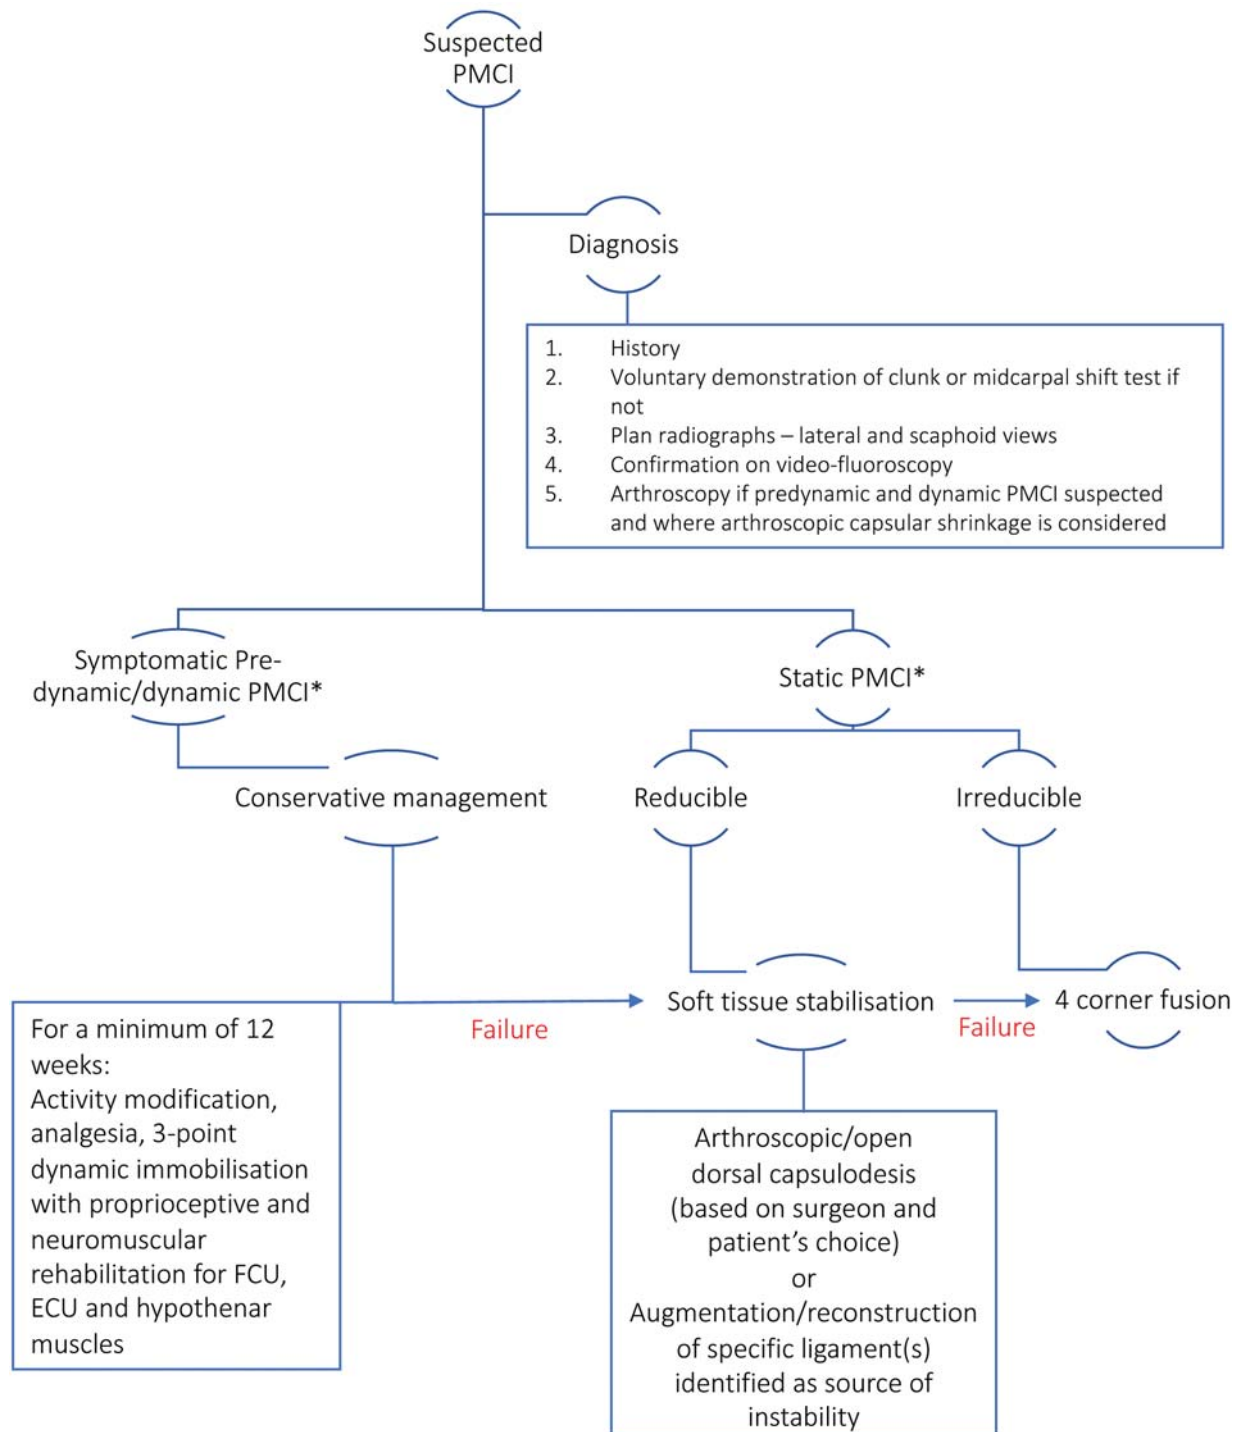 Suspected
PMCI
Diagnosis
1. History
2. Voluntary demonstration of clunk or midcarpal shift test if
not
3. Plan radiographs – lateral and scaphoid views
4. Confirmation on video-fluoroscopy
5. Arthroscopy if predynamic and dynamic PMCI suspected
and where arthroscopic capsular shrinkage is considered
Symptomatic Pre-
dynamic/dynamic PMCI*
Static PMCI*
Conservative management
Reducible
Irreducible
For a minimum of 12
weeks:
Activity modification,
analgesia, 3-point
dynamic immobilisation
with proprioceptive and
neuromuscular
rehabilitation for FCU,
ECU and hypothenar
muscles
Failure
Soft tissue stabilisation
Failure
4 corner fusion
Arthroscopic/open
dorsal capsulodesis
(based on surgeon and
patient’s choice)
or
Augmentation/reconstruction
of specific ligament(s)
identified as source of
instability